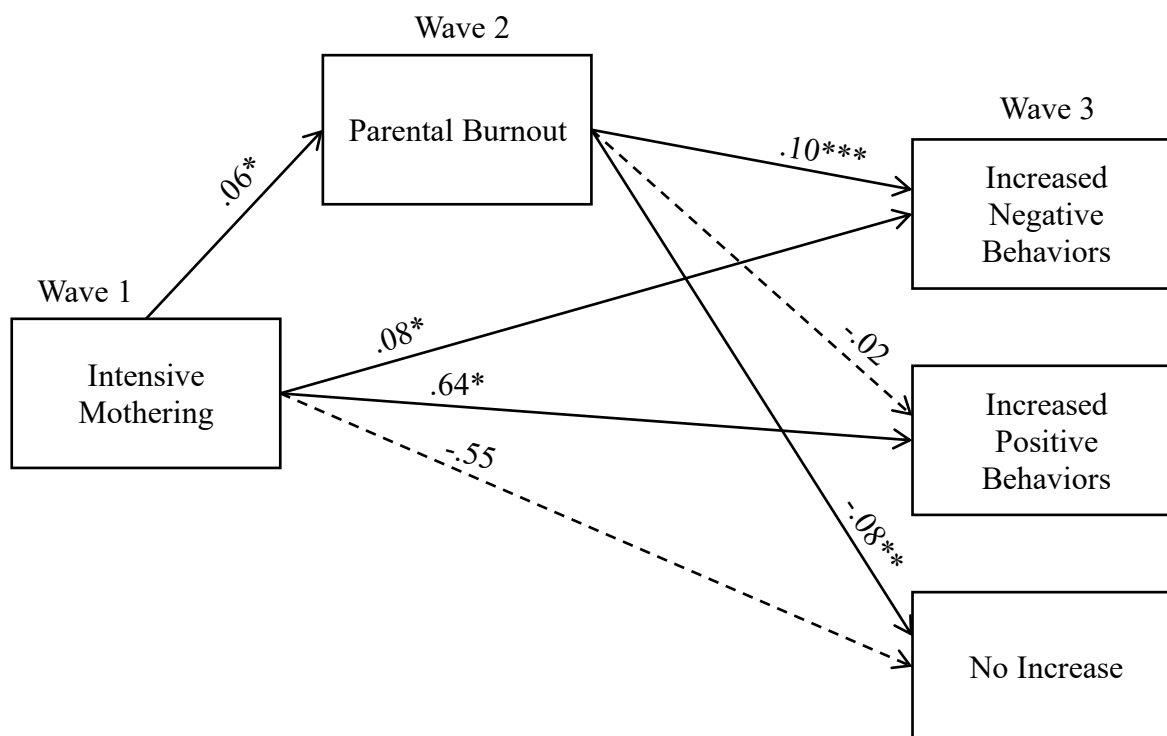 Wave 2
Parental Burnout
Wave 3
.06*
.10***
Increased
Negative
Behaviors
Wave 1
Intensive
Mothering
.08*
.64*
-.02
Increased
Positive
Behaviors
-.55
-.08**
No Increase